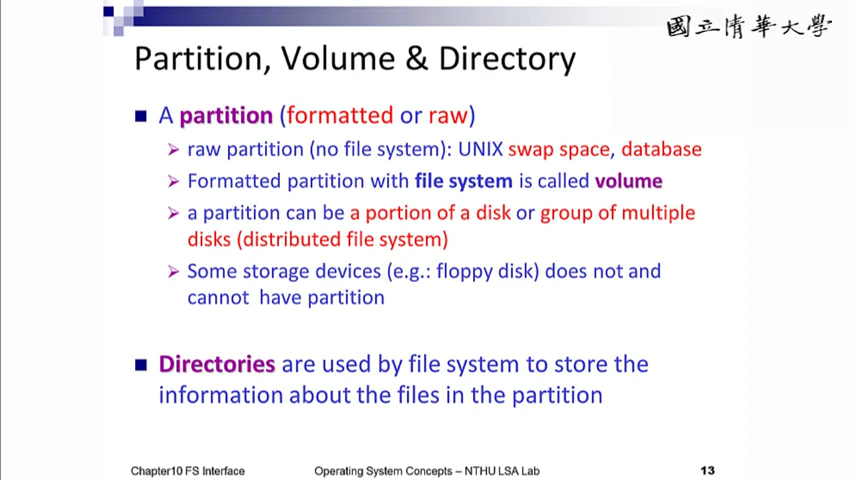 國立清華大學
Partition, Volume & Directory
A partition (formatted or raw)
raw partition (no file system): UNIX swap space, database
Formatted partition with file system is called volume
a partition can be a portion of a disk or group of multiple
disks (distributed file system)
Some storage devices (e.g.: floppy disk) does not and
cannot have partition
Directories are used by file system to store the
information about the files in the partition
Chapter10 FS Interface
Operating System Concepts – NTHU LSA Lab
13